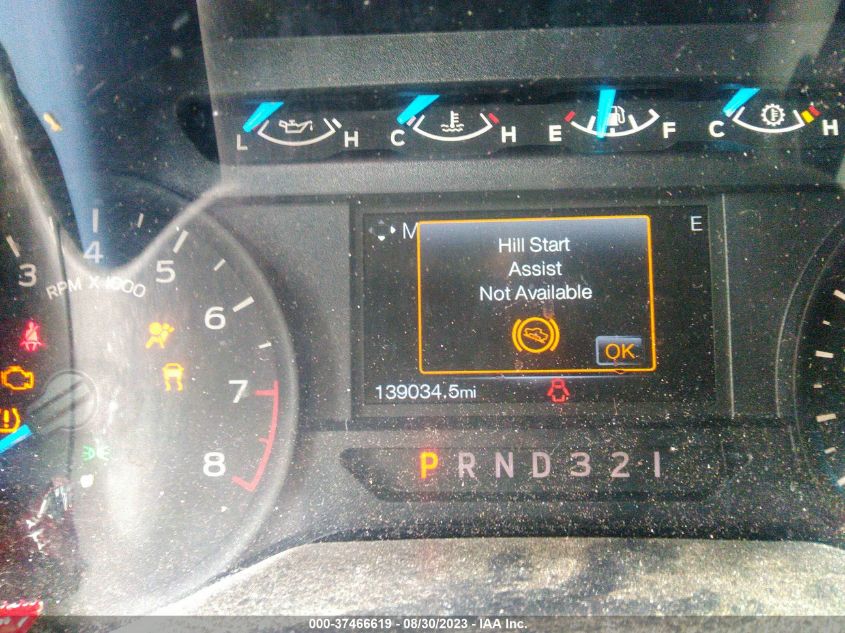 L H C H E F C H
M E
Hill Start
Assist
Not Available
OK
139034.5mi
3 4 5 6 7 8
RPM X 1000
P R N D 3 2 1
000-37466619 - 08/30/2023 - IAA Inc.